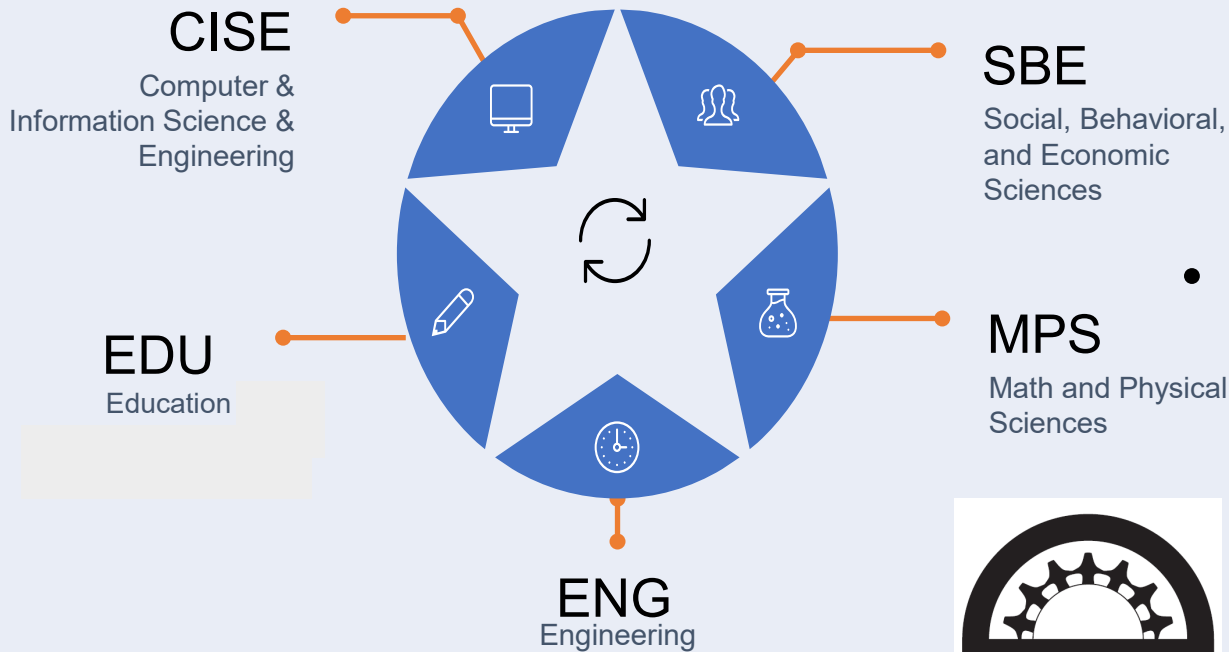 CISE
Computer &
Information Science &
Engineering
SBE
Social, Behavioral,
and Economic
Sciences
EDU
Education
MPS
Math and Physical
Sciences
ENG
Engineering